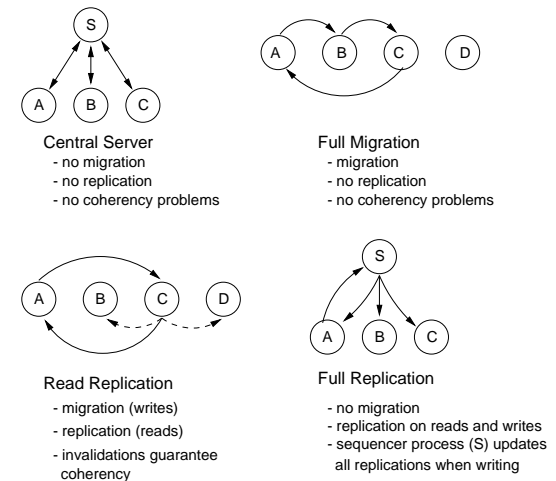 S
A B C
Central Server
- no migration
- no replication
- no coherency problems
A B C D
Full Migration
- migration
- no replication
- no coherency problems
A B C D
Read Replication
- migration (writes)
- replication (reads)
- invalidations guarantee
coherency
S
A B C
Full Replication
- no migration
- replication on reads and writes
- sequencer process (S) updates
all replications when writing